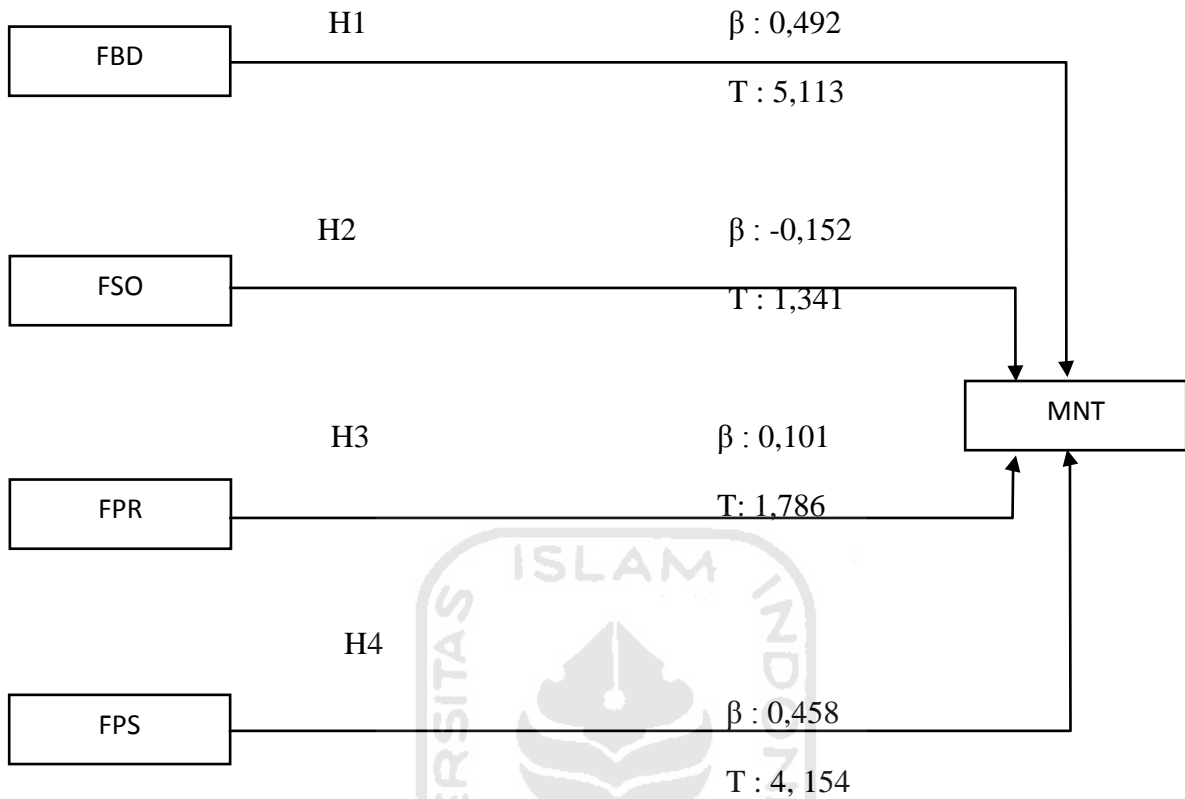 H1 β : 0,492
FBD
T : 5,113
H2 β : -0,152
FSO
T : 1,341
MNT
H3 β : 0,101
FPR
T: 1,786
ISLAM
H4
FPS
β : 0,458
T : 4, 154